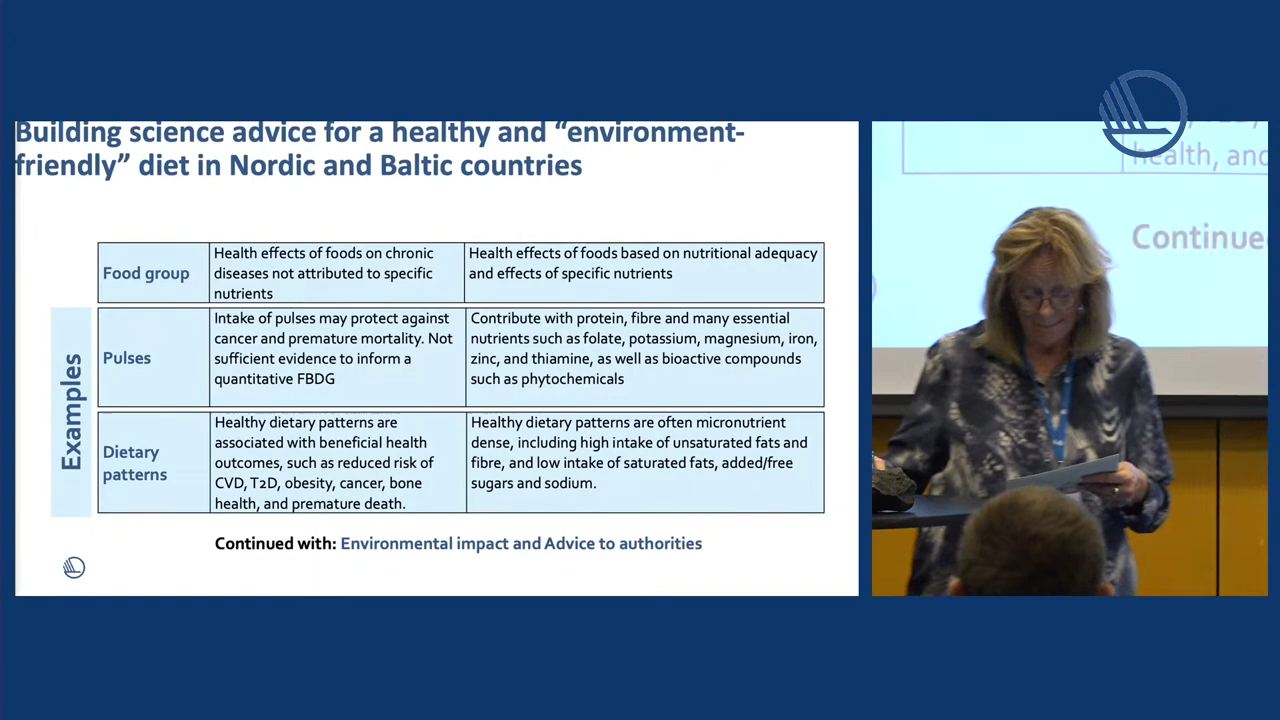 Building science advice for a healthy and “environment-
friendly” diet in Nordic and Baltic countries
Food group
Health effects of foods on chronic
diseases not attributed to specific
nutrients
Health effects of foods based on nutritional adequacy
and effects of specific nutrients
Examples
Pulses
Intake of pulses may protect against
cancer and premature mortality. Not
sufficient evidence to inform a
quantitative FBDG
Contribute with protein, fibre and many essential
nutrients such as folate, potassium, magnesium, iron,
zinc, and thiamine, as well as bioactive compounds
such as phytochemicals
Dietary
patterns
Healthy dietary patterns are
associated with beneficial health
outcomes, such as reduced risk of
CVD, T2D, obesity, cancer, bone
health, and premature death.
Healthy dietary patterns are often micronutrient
dense, including high intake of unsaturated fats and
fibre, and low intake of saturated fats, added/free
sugars and sodium.
Continued with: Environmental impact and Advice to authorities
health, and
Continue